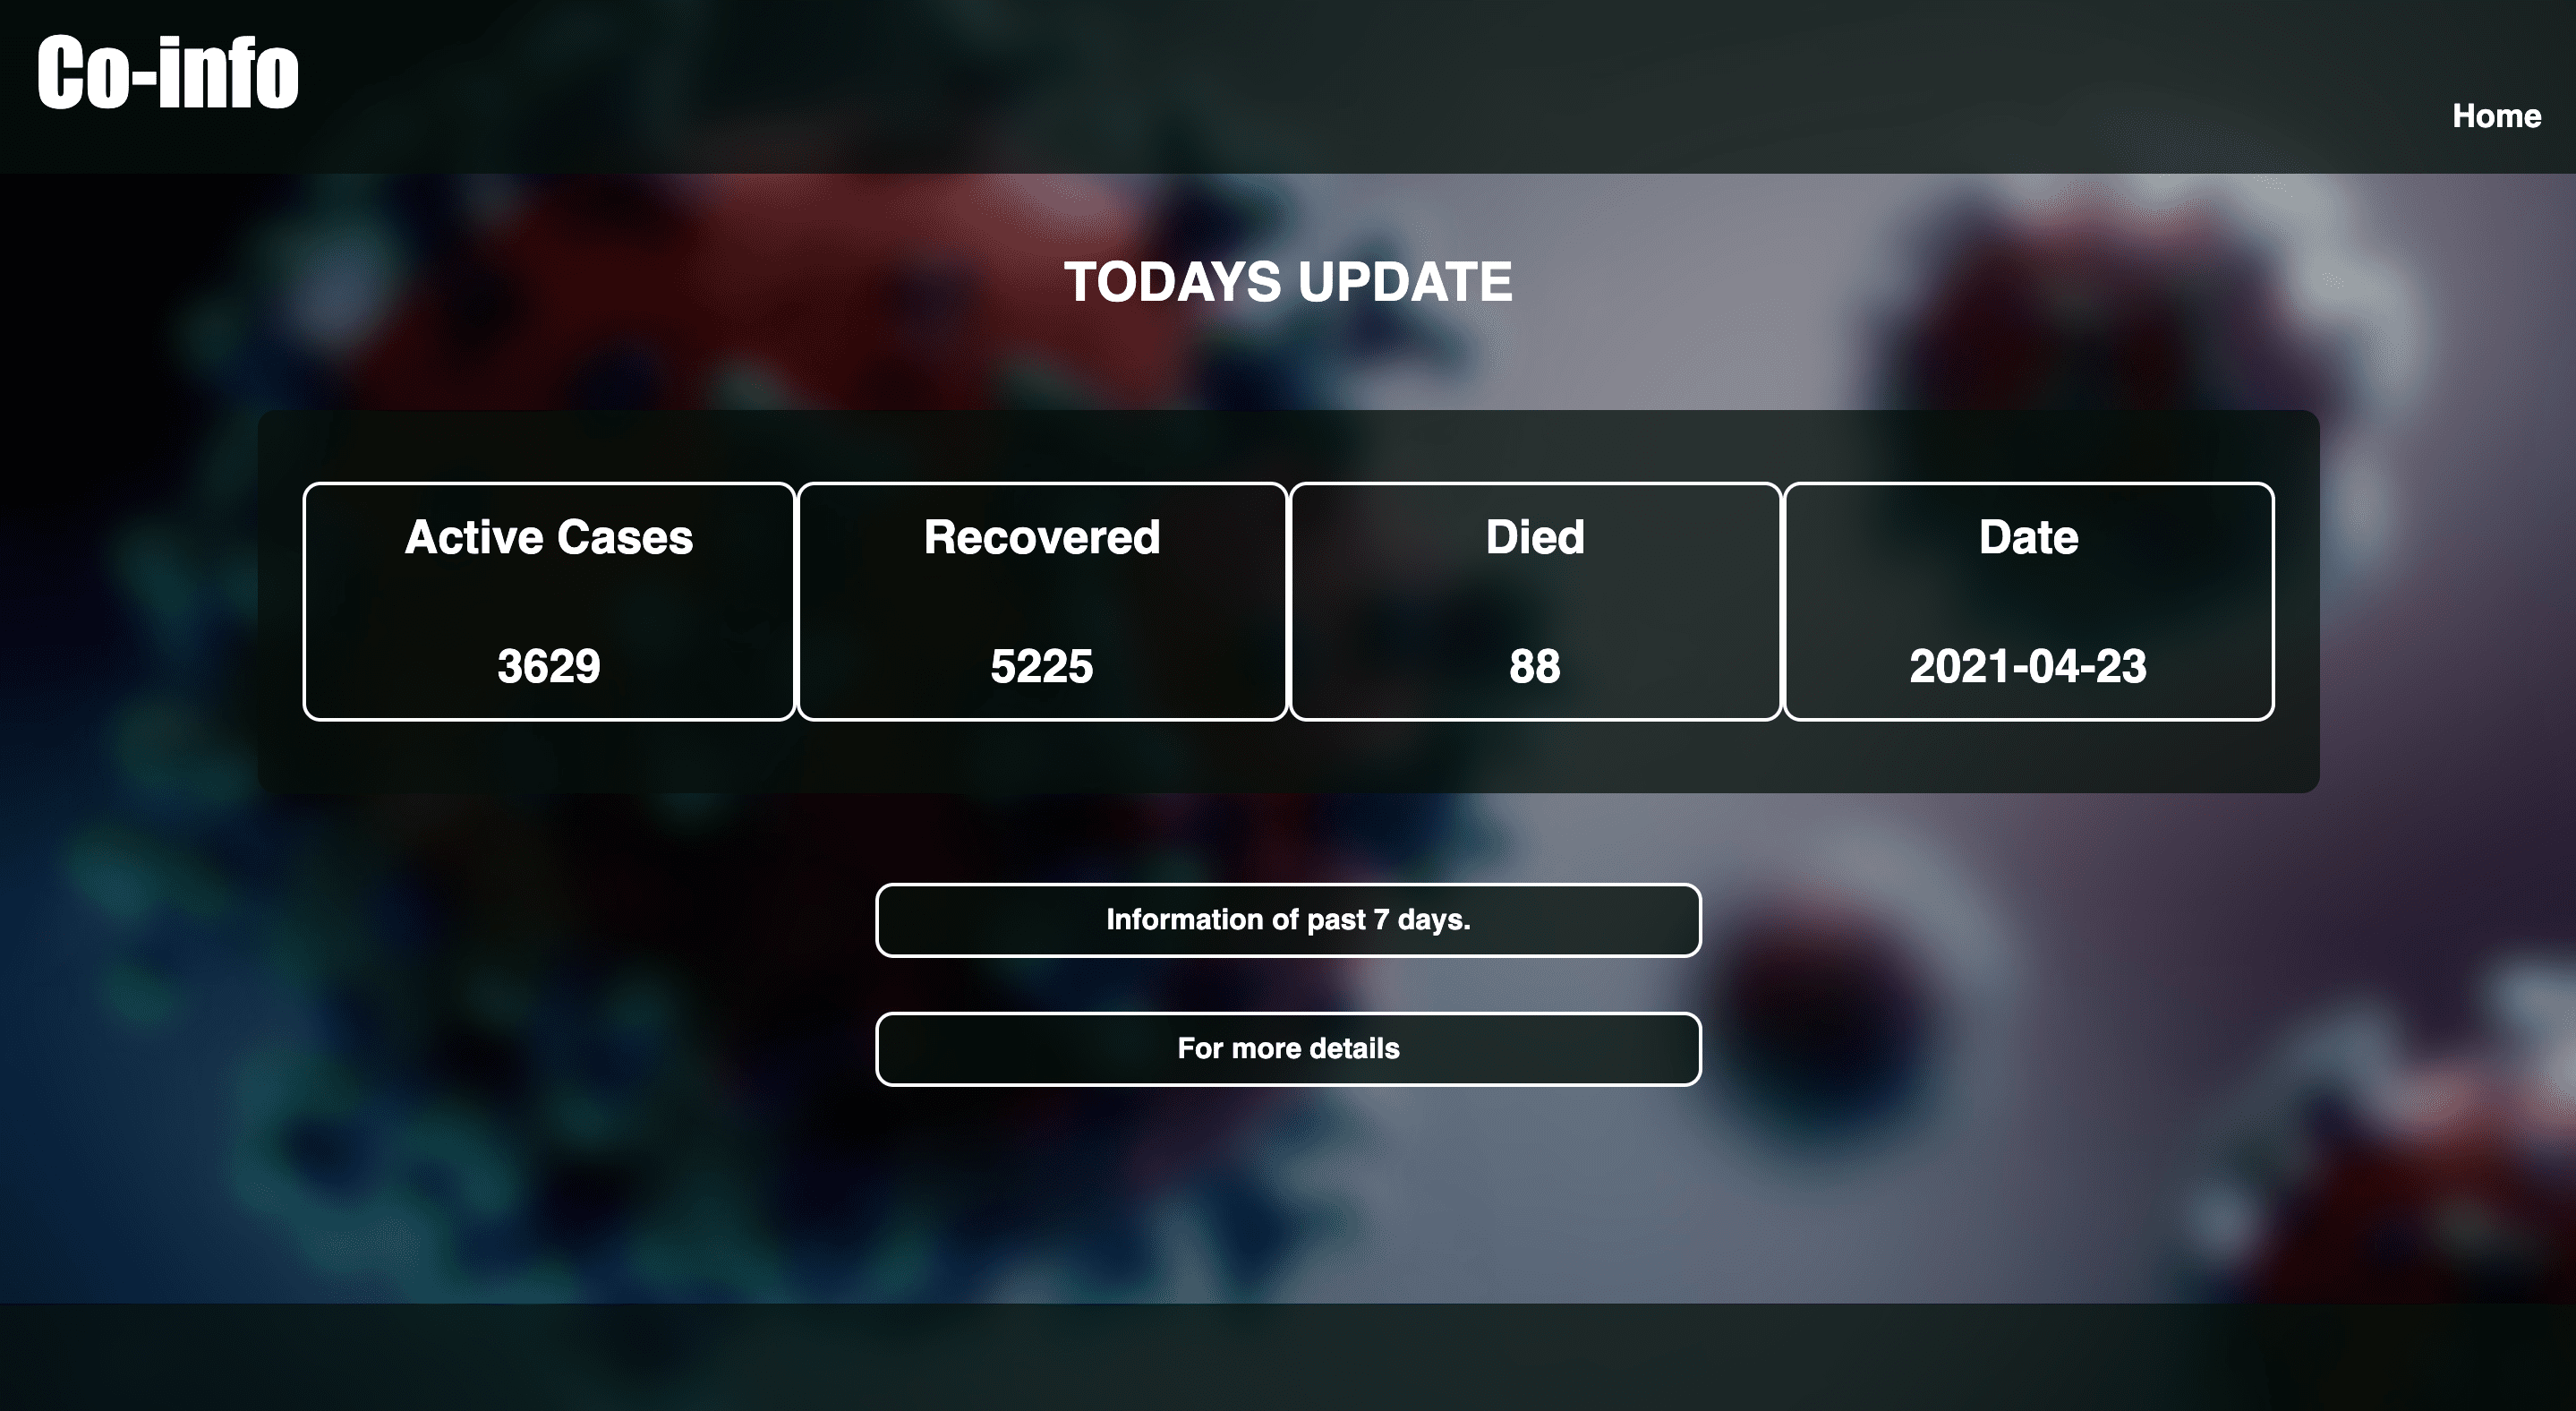 Co-info
Home
TODAYS UPDATE
Active Cases
Recovered
Died
Date
3629
5225
88
2021-04-23
Information of past 7 days.
For more details